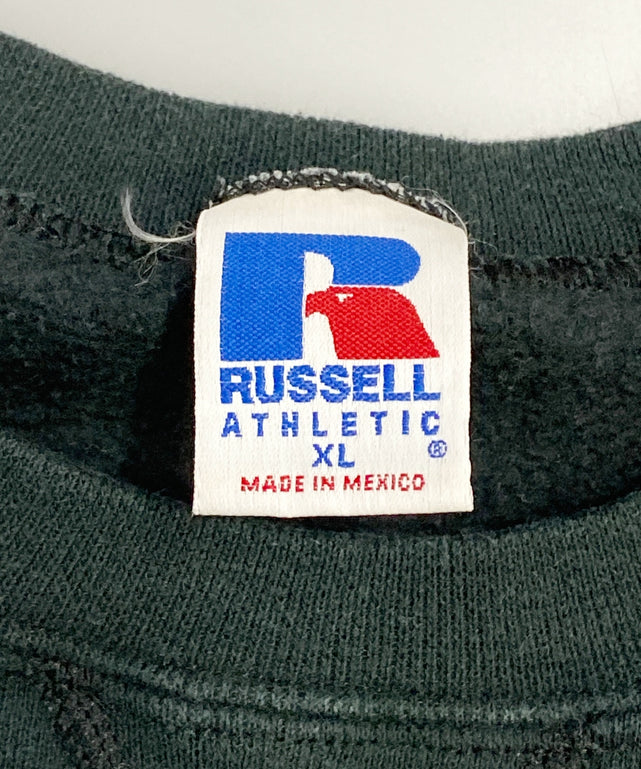 RUSSELL
ATHLETIC
XL ®
MADE IN MEXICO